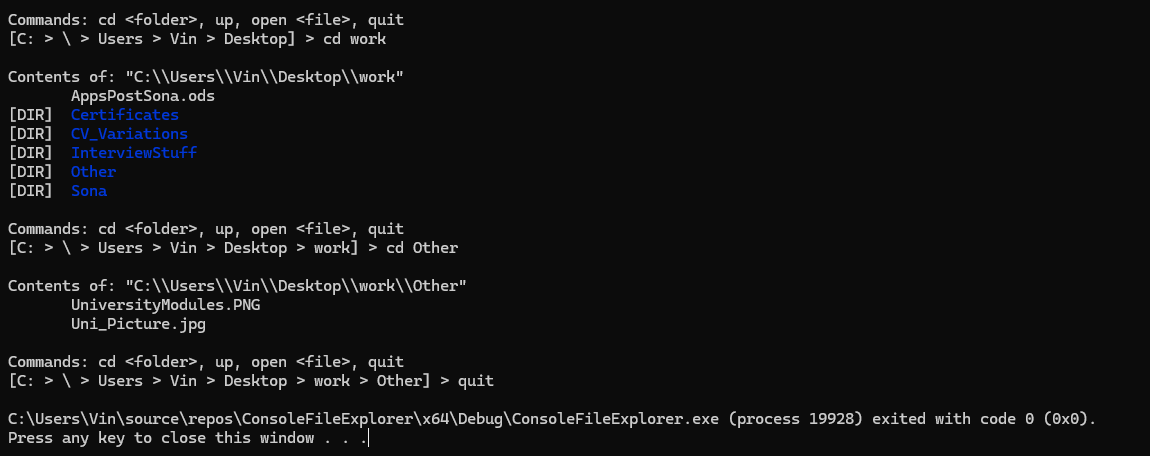 Commands: cd <folder>, up, open <file>, quit
[C: > \ > Users > Vin > Desktop] > cd work
Contents of: "C:\\Users\\Vin\\Desktop\\work"
AppsPostSona.ods
[DIR] Certificates
[DIR] CV_Variations
[DIR] InterviewStuff
[DIR] Other
[DIR] Sona
Commands: cd <folder>, up, open <file>, quit
[C: > \ > Users > Vin > Desktop > work] > cd Other
Contents of: "C:\\Users\\Vin\\Desktop\\work\\Other"
UniversityModules.PNG
Uni_Picture.jpg
Commands: cd <folder>, up, open <file>, quit
[C: > \ > Users > Vin > Desktop > work > Other] > quit
C:\Users\Vin\source\repos\ConsoleFileExplorer\x64\Debug\ConsoleFileExplorer.exe (process 19928) exited with code 0 (0x0).
Press any key to close this window . . .